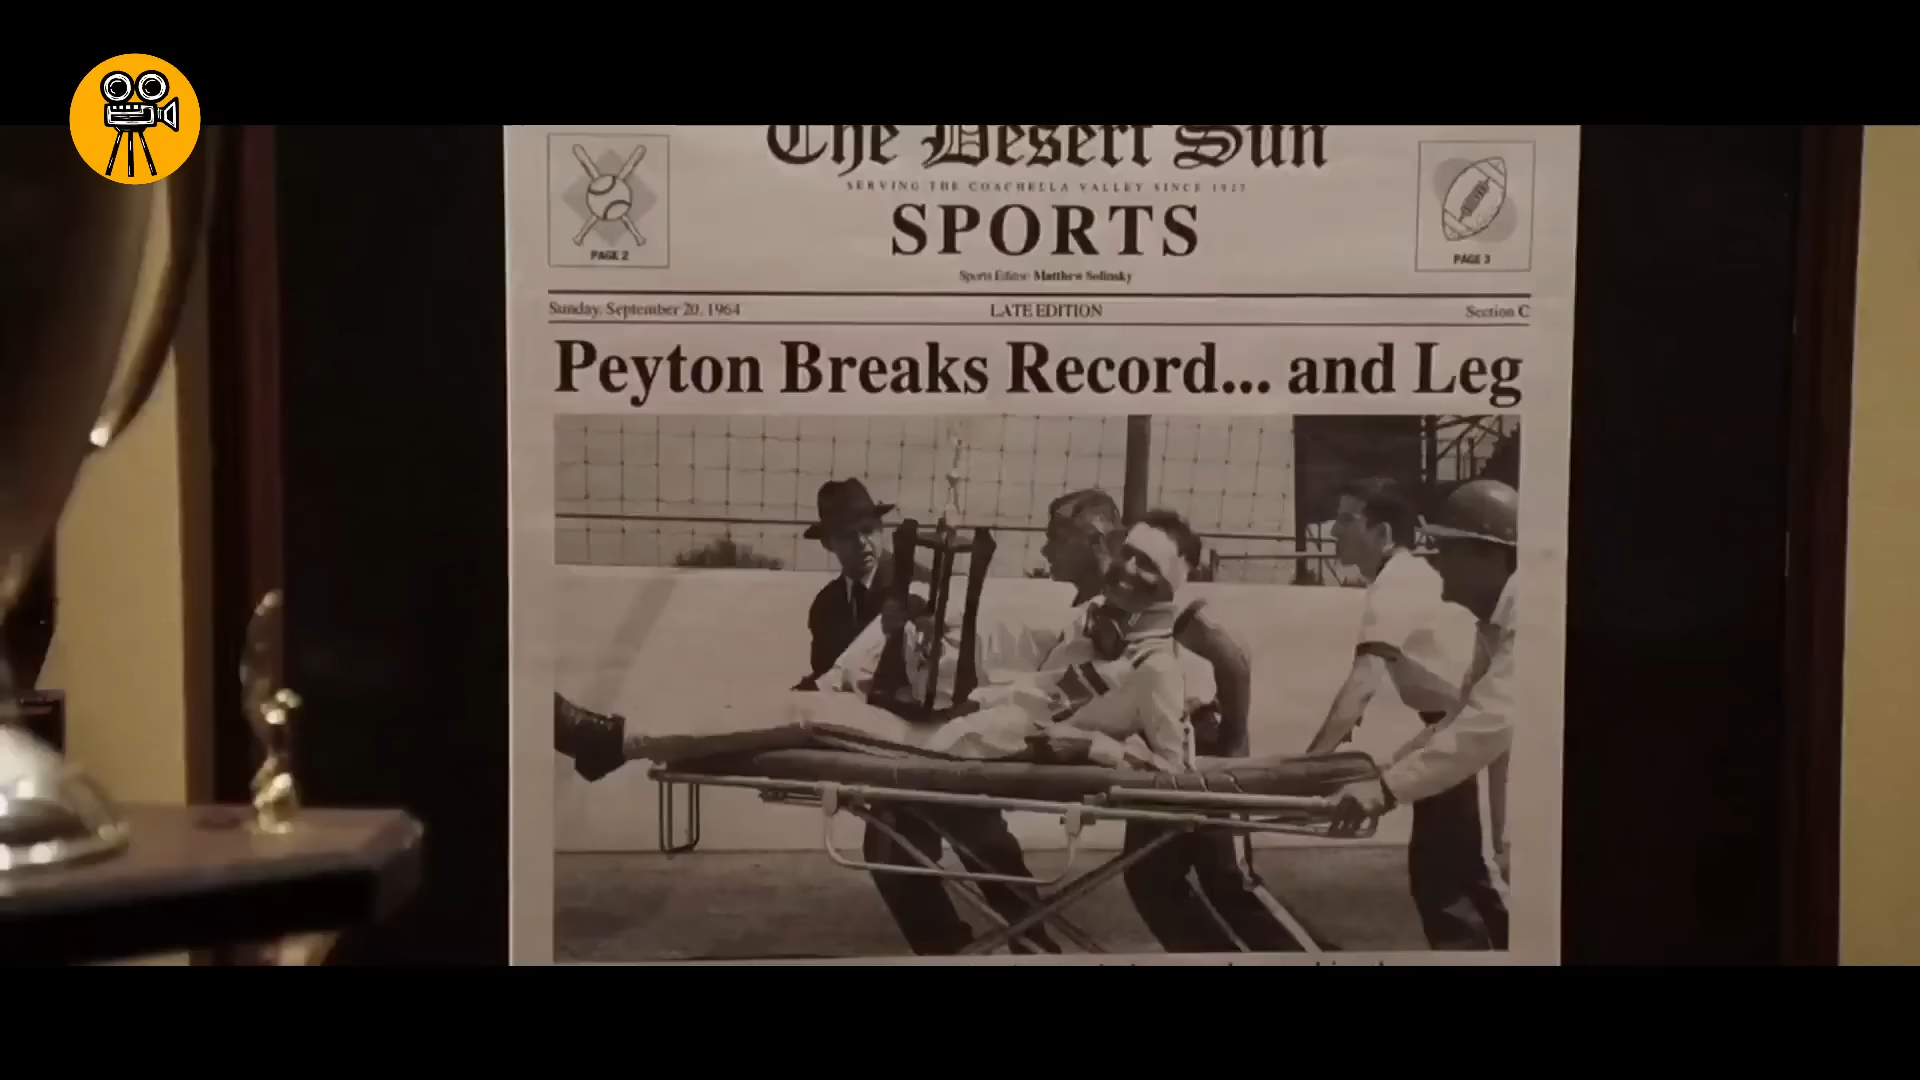 The Desert Sun
SERVING THE COACHELLA VALLEY SINCE 1927
SPORTS
PAGE 2
PAGE 3
Sports Editor: Matthew Solinsky
Sunday, September 20, 1964
LATE EDITION
Section C
Peyton Breaks Record... and Leg